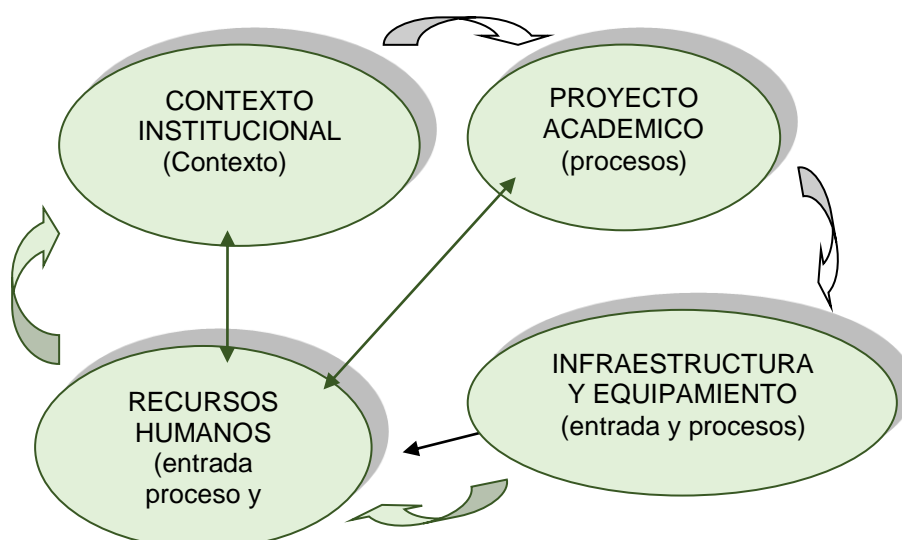 CONTEXTO
INSTITUCIONAL
(Contexto)
PROYECTO
ACADEMICO
(procesos)
INFRAESTRUCTURA
Y EQUIPAMIENTO
(entrada y procesos)
RECURSOS
HUMANOS
(entrada
proceso y